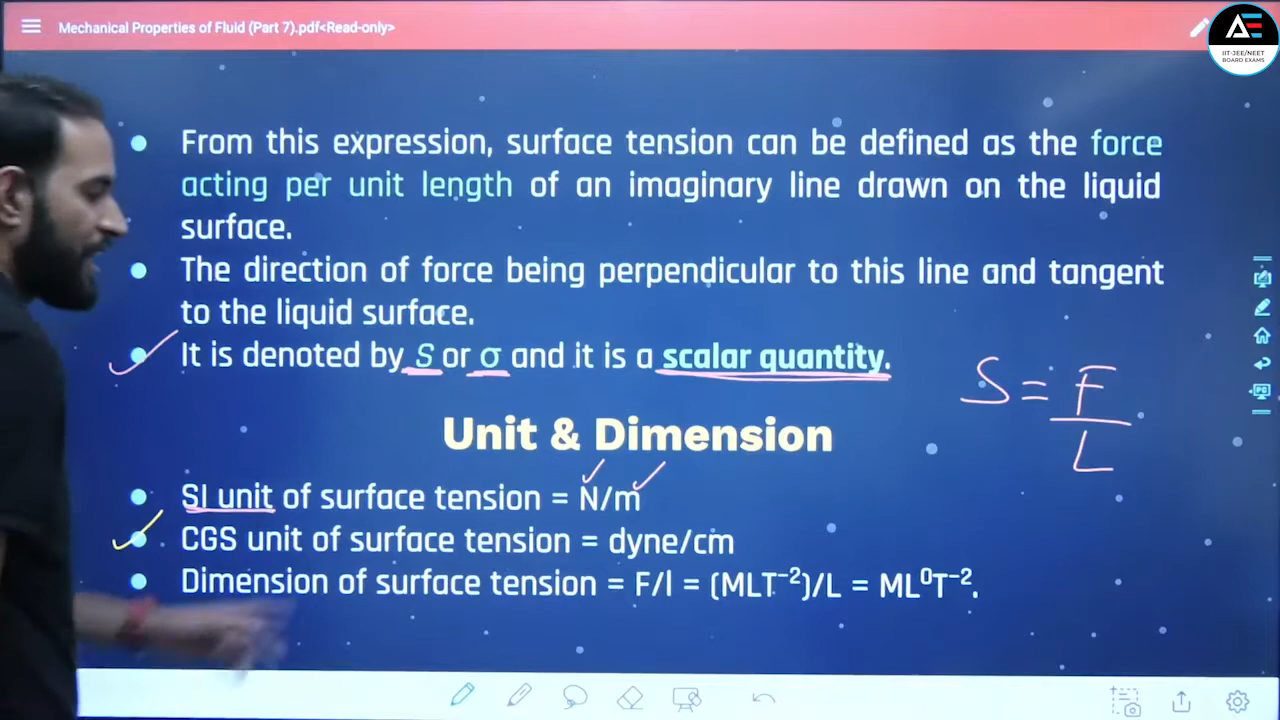 Mechanical Properties of Fluid (Part 7).pdf<Read-only>
AE
IIT-JEE/NEET
BOARD EXAMS
• From this expression, surface tension can be defined as the force
acting per unit length of an imaginary line drawn on the liquid
surface.
• The direction of force being perpendicular to this line and tangent
to the liquid surface.
• It is denoted by S or σ and it is a scalar quantity.
S = F/L
Unit & Dimension
• SI unit of surface tension = N/m
• CGS unit of surface tension = dyne/cm
• Dimension of surface tension = F/l = (MLT⁻²)/L = ML⁰T⁻².